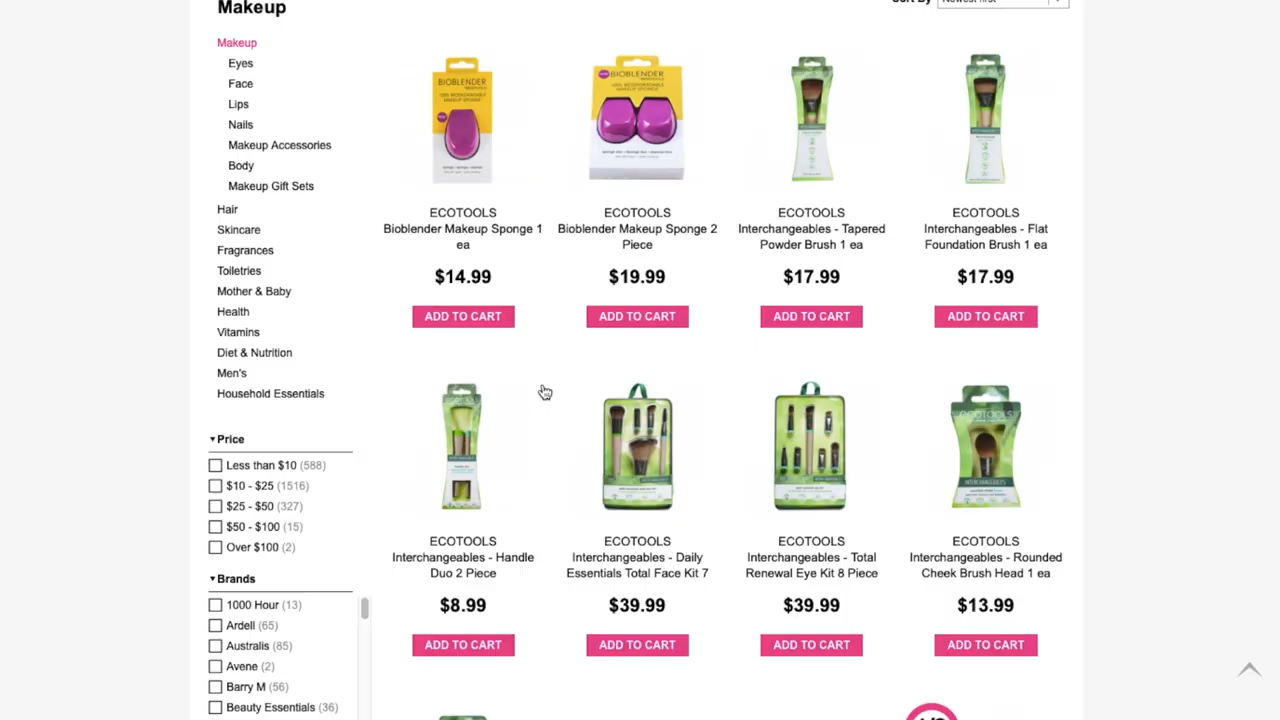 Makeup
Makeup
Eyes
Face
Lips
Nails
Makeup Accessories
Body
Makeup Gift Sets
Hair
Skincare
Fragrances
Toiletries
Mother & Baby
Health
Vitamins
Diet & Nutrition
Men's
Household Essentials
Price
Less than $10 (588)
$10 - $25 (1516)
$25 - $50 (327)
$50 - $100 (15)
Over $100 (2)
Brands
1000 Hour (13)
Ardell (65)
Australis (85)
Avene (2)
Barry M (56)
Beauty Essentials (36)
BIOBLENDER
ECOTOOLS
Bioblender Makeup Sponge 1
ea
$14.99
ADD TO CART
BIOBLENDER
ECOTOOLS
Bioblender Makeup Sponge 2
Piece
$19.99
ADD TO CART
ECOTOOLS
Interchangeables - Tapered
Powder Brush 1 ea
$17.99
ADD TO CART
ECOTOOLS
Interchangeables - Flat
Foundation Brush 1 ea
$17.99
ADD TO CART
ECOTOOLS
Interchangeables - Handle
Duo 2 Piece
$8.99
ADD TO CART
ECOTOOLS
Interchangeables - Daily
Essentials Total Face Kit 7
$39.99
ADD TO CART
ECOTOOLS
Interchangeables - Total
Renewal Eye Kit 8 Piece
$39.99
ADD TO CART
ECOTOOLS
ECOTOOLS
Interchangeables - Rounded
Cheek Brush Head 1 ea
$13.99
ADD TO CART